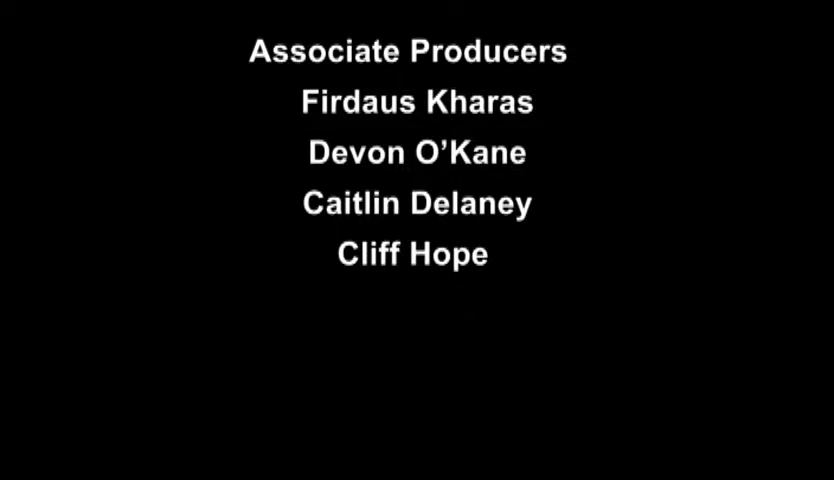 Associate Producers
Firdaus Kharas
Devon O’Kane
Caitlin Delaney
Cliff Hope